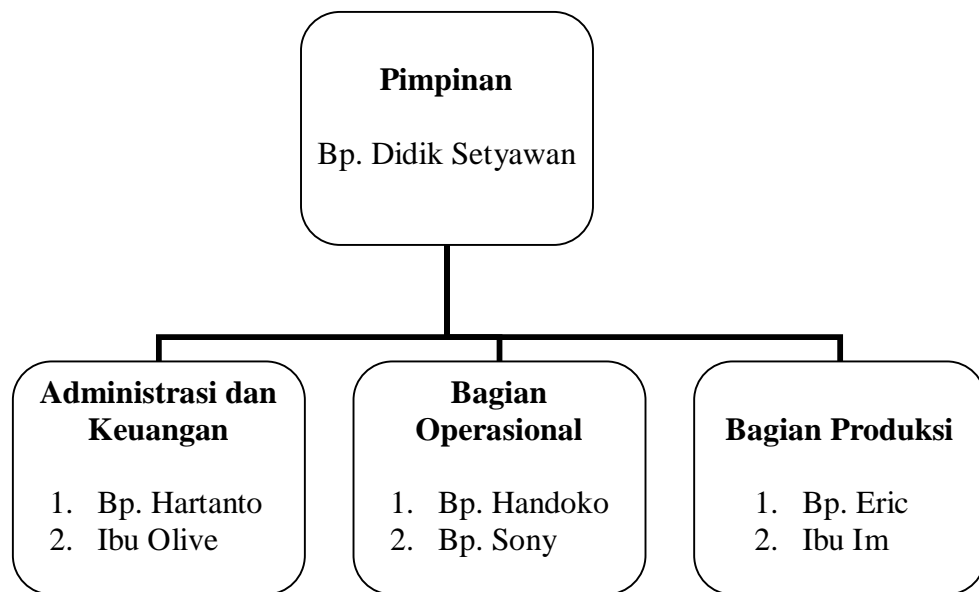 Pimpinan
Bp. Didik Setyawan
Administrasi dan
Keuangan
1. Bp. Hartanto
2. Ibu Olive
Bagian
Operasional
1. Bp. Handoko
2. Bp. Sony
Bagian Produksi
1. Bp. Eric
2. Ibu Im